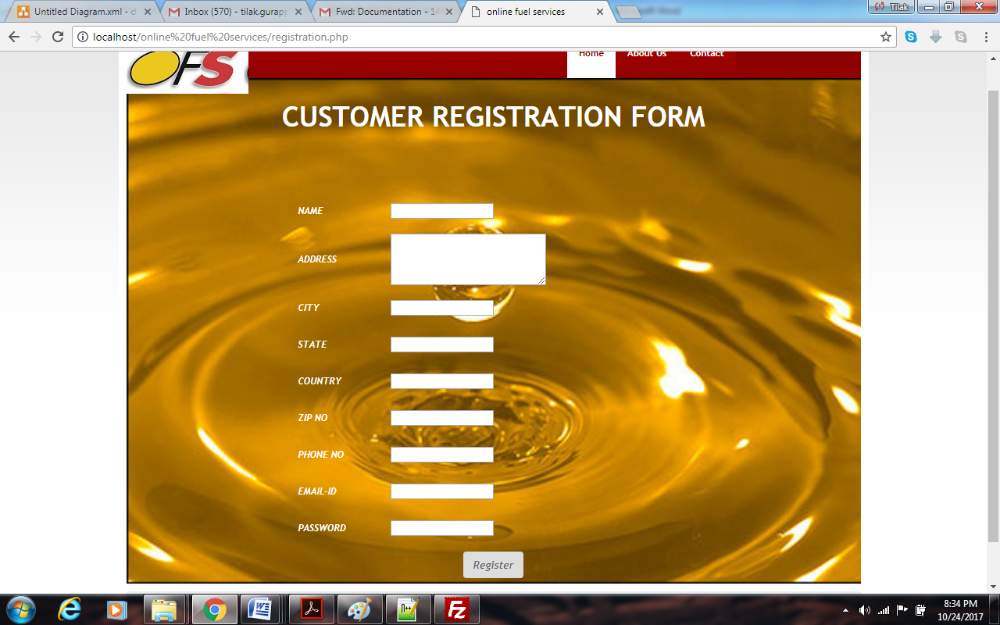 Untitled Diagram.xml - d
Inbox (570) - tilak.gurapp
Fwd: Documentation - 14
online fuel services
Tilak
localhost/online%20fuel%20services/registration.php
OFS
Home About Us Contact
CUSTOMER REGISTRATION FORM
NAME
ADDRESS
CITY
STATE
COUNTRY
ZIP NO
PHONE NO
EMAIL-ID
PASSWORD
Register
8:34 PM
10/24/2017